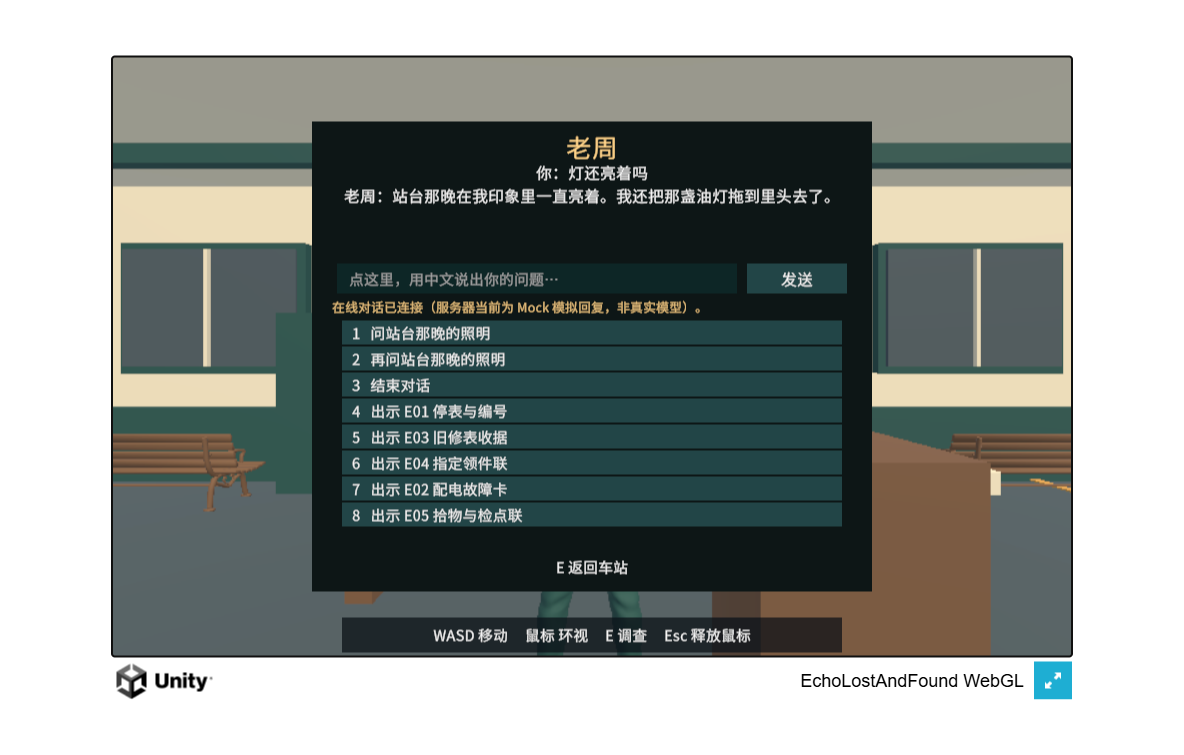 老周
你：灯还亮着吗
老周：站台那晚在我印象里一直亮着。我还把那盏油灯拖到里头去了。
点这里，用中文说出你的问题…
发送
在线对话已连接（服务器当前为 Mock 模拟回复，非真实模型）。
1 问站台那晚的照明
2 再问站台那晚的照明
3 结束对话
4 出示 E01 停表与编号
5 出示 E03 旧修表收据
6 出示 E04 指定领件联
7 出示 E02 配电故障卡
8 出示 E05 拾物与检点联
E 返回车站
WASD 移动 鼠标 环视 E 调查 Esc 释放鼠标
Unity
EchoLostAndFound WebGL